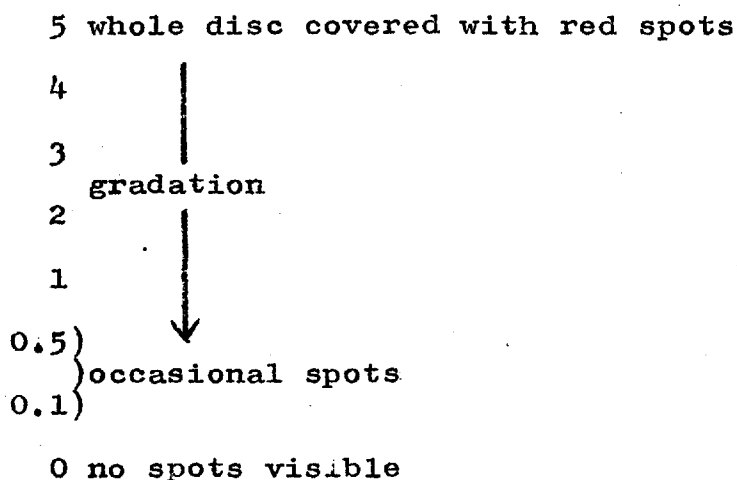 5 whole disc covered with red spots
4
3
gradation
2
1
0.5)
)occasional spots
0.1)
0 no spots visible